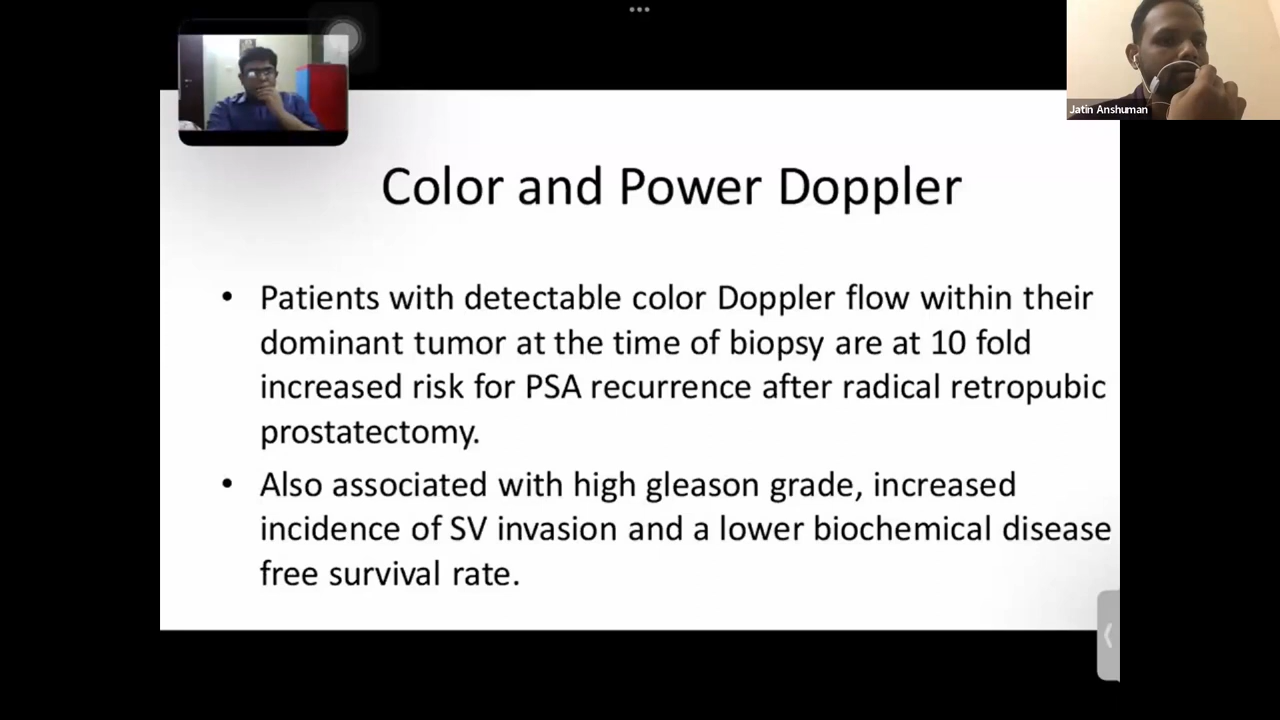 Jatin Anshuman
Color and Power Doppler
• Patients with detectable color Doppler flow within their
dominant tumor at the time of biopsy are at 10 fold
increased risk for PSA recurrence after radical retropubic
prostatectomy.
• Also associated with high gleason grade, increased
incidence of SV invasion and a lower biochemical disease
free survival rate.